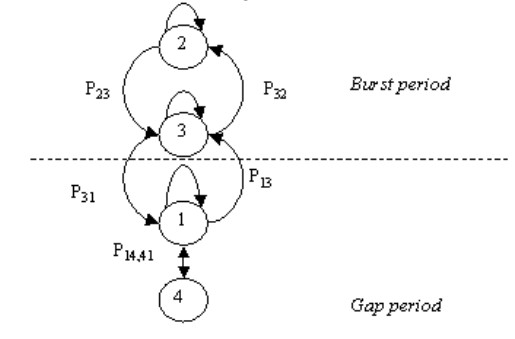 2
P23
P32
Burst period
3
P31
P13
1
P14,41
4
Gap period